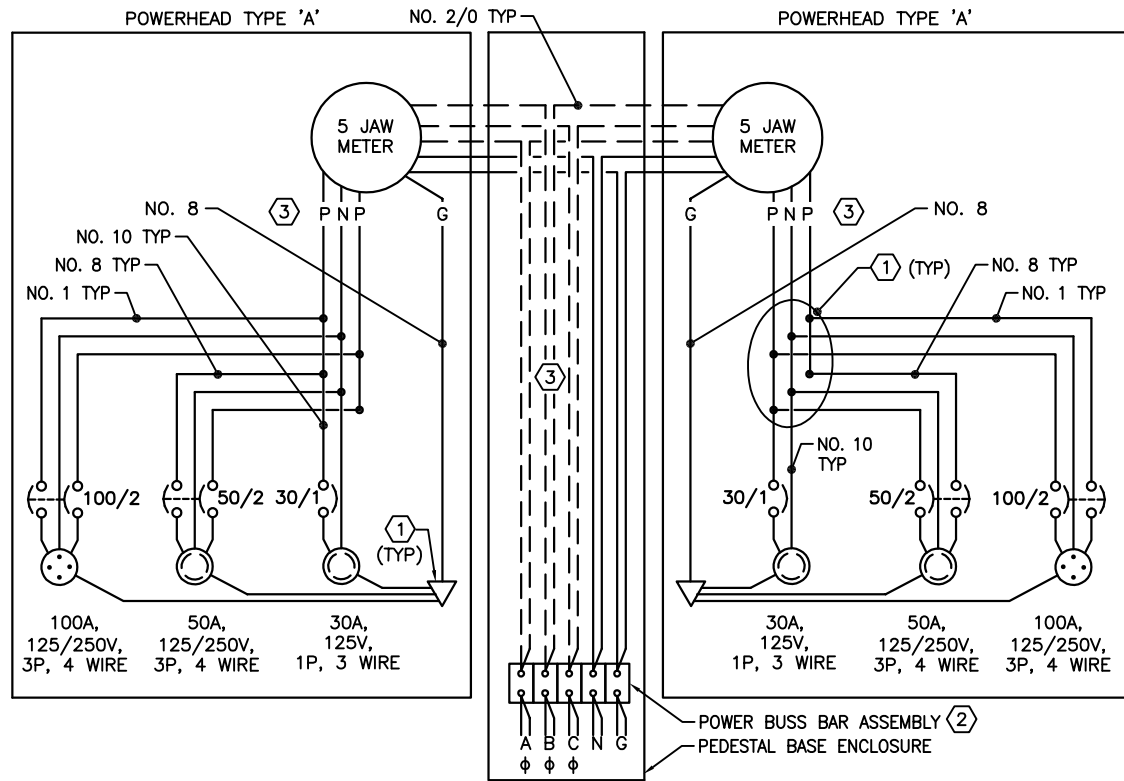 POWERHEAD TYPE 'A'
NO. 2/0 TYP
POWERHEAD TYPE 'A'
5 JAW
METER
5 JAW
METER
NO. 8
3
P N P
G
G
P N P
3
NO. 8
NO. 10 TYP
NO. 8 TYP
NO. 1 TYP
1 (TYP)
NO. 8 TYP
NO. 1 TYP
3
NO. 10
TYP
100/2
50/2
30/1
30/1
50/2
100/2
1
(TYP)
100A,
125/250V,
3P, 4 WIRE
50A,
125/250V,
3P, 4 WIRE
30A,
125V,
1P, 3 WIRE
30A,
125V,
1P, 3 WIRE
50A,
125/250V,
3P, 4 WIRE
100A,
125/250V,
3P, 4 WIRE
POWER BUSS BAR ASSEMBLY 2
PEDESTAL BASE ENCLOSURE
A B C N G
ϕ ϕ ϕ